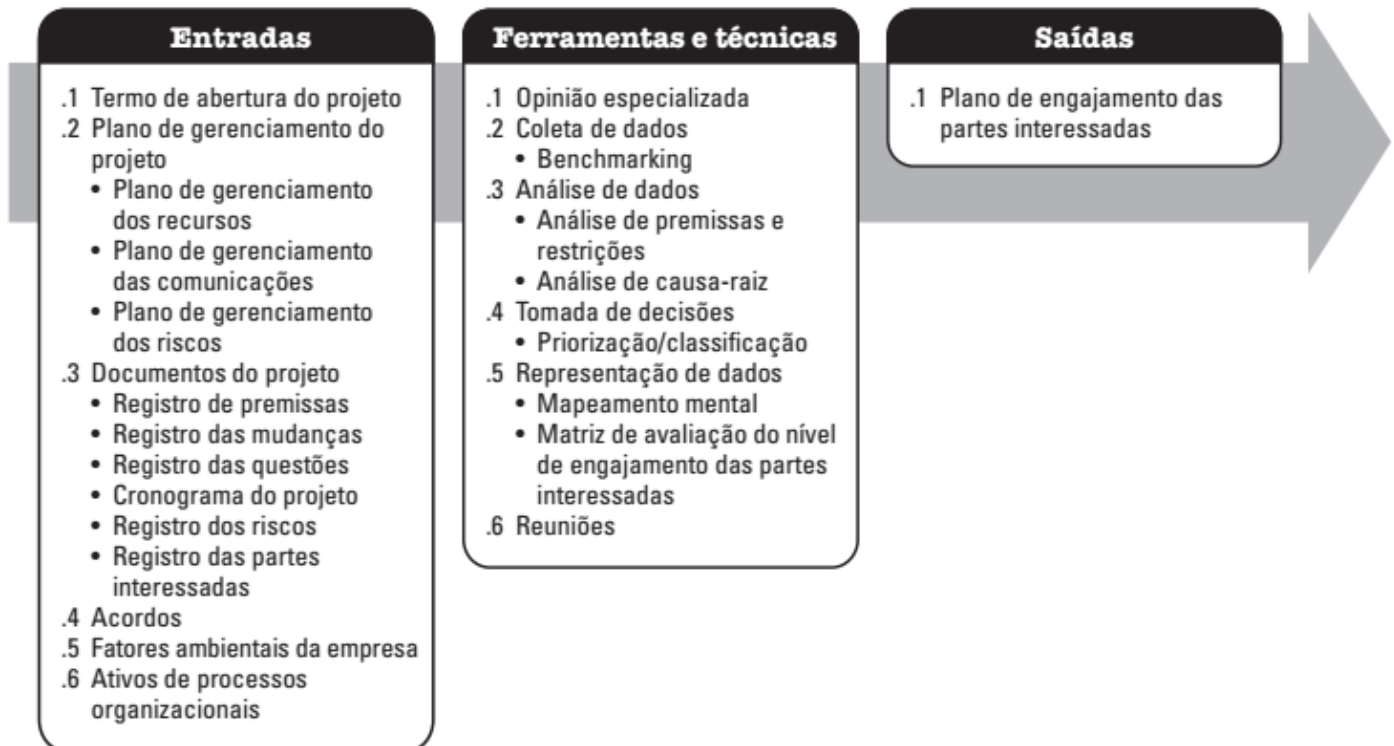 Entradas
.1 Termo de abertura do projeto
.2 Plano de gerenciamento do
projeto
• Plano de gerenciamento
dos recursos
• Plano de gerenciamento
das comunicações
• Plano de gerenciamento
dos riscos
.3 Documentos do projeto
• Registro de premissas
• Registro das mudanças
• Registro das questões
• Cronograma do projeto
• Registro dos riscos
• Registro das partes
interessadas
.4 Acordos
.5 Fatores ambientais da empresa
.6 Ativos de processos
organizacionais
Ferramentas e técnicas
.1 Opinião especializada
.2 Coleta de dados
• Benchmarking
.3 Análise de dados
• Análise de premissas e
restrições
• Análise de causa-raiz
.4 Tomada de decisões
• Priorização/classificação
.5 Representação de dados
• Mapeamento mental
• Matriz de avaliação do nível
de engajamento das partes
interessadas
.6 Reuniões
Saídas
.1 Plano de engajamento das
partes interessadas